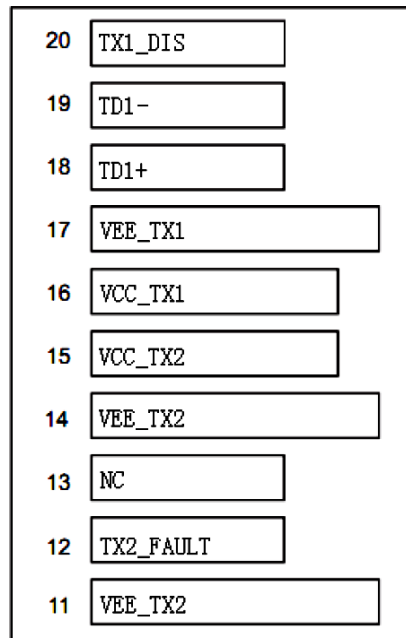 20 TX1_DIS
19 TD1-
18 TD1+
17 VEE_TX1
16 VCC_TX1
15 VCC_TX2
14 VEE_TX2
13 NC
12 TX2_FAULT
11 VEE_TX2